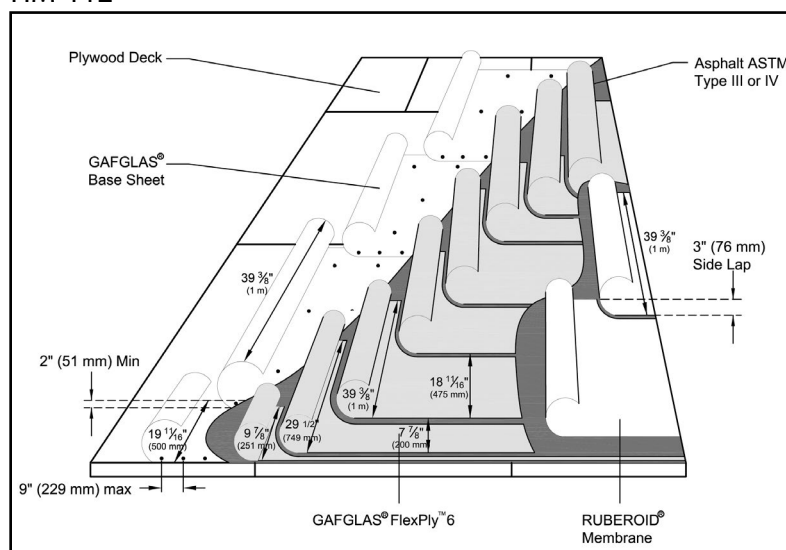 Plywood Deck
Asphalt ASTM
Type III or IV
GAFGLAS®
Base Sheet
39 ⅜"
(1 m)
3" (76 mm)
Side Lap
39 ⅜"
(1 m)
2" (51 mm) Min
19 11/16"
(500 mm)
9 ⅞"
(251 mm)
29 1/2"
(749 mm)
39 ⅜"
(1 m)
18 11/16"
(475 mm)
7 ⅞"
(200 mm)
9" (229 mm) max
GAFGLAS® FlexPly™ 6
RUBEROID®
Membrane